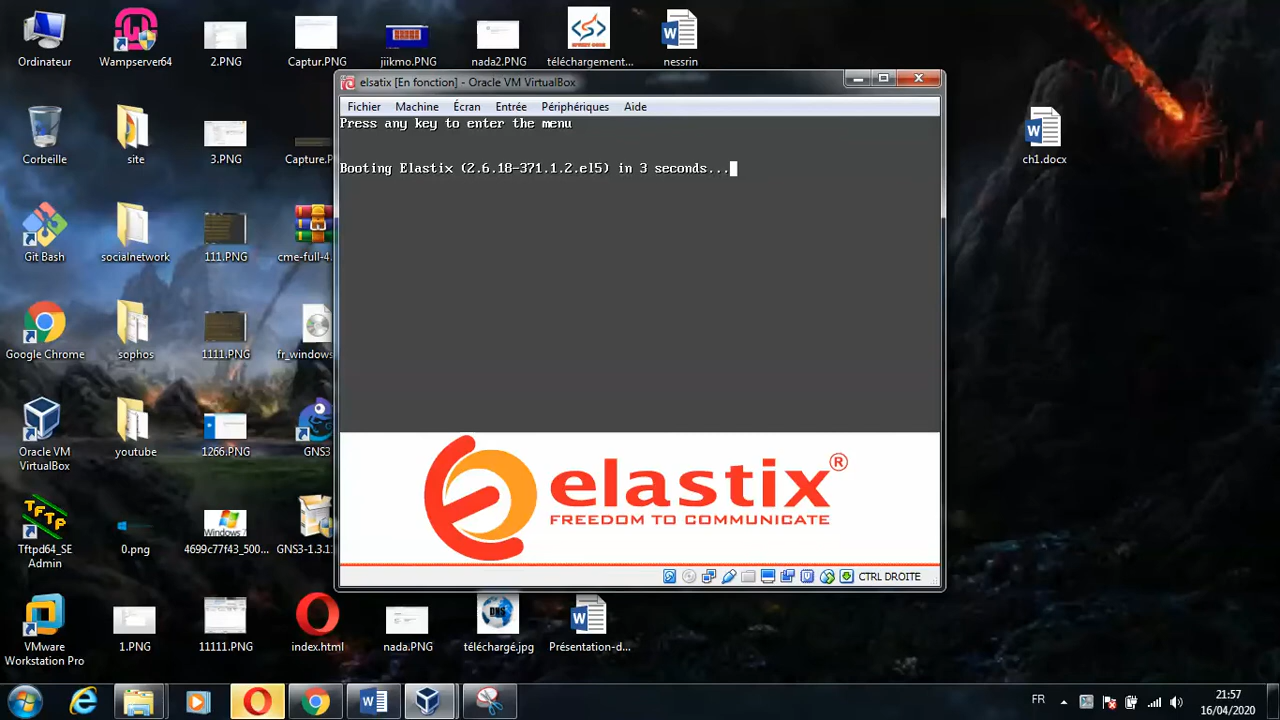 Ordinateur
Wampserver64
2.PNG
Captur.PNG
jiikmo.PNG
nada2.PNG
téléchargement...
nessrin
elsatix [En fonction] - Oracle VM VirtualBox
Fichier Machine Écran Entrée Périphériques Aide
Press any key to enter the menu
Booting Elastix (2.6.18-371.1.2.el5) in 3 seconds...
elastix®
FREEDOM TO COMMUNICATE
CTRL DROITE
Corbeille
site
3.PNG
Capture.P
ch1.docx
Git Bash
socialnetwork
111.PNG
cme-full-4.
Google Chrome
sophos
1111.PNG
fr_windows
Oracle VM
VirtualBox
youtube
1266.PNG
GNS3
TFTP
Tftpd64_SE
Admin
0.png
Windows 7
4699c77f43_500...
GNS3-1.3.1
VMware
Workstation Pro
1.PNG
11111.PNG
index.html
nada.PNG
DNS
téléchargé.jpg
Présentation-d...
FR
21:57
16/04/2020